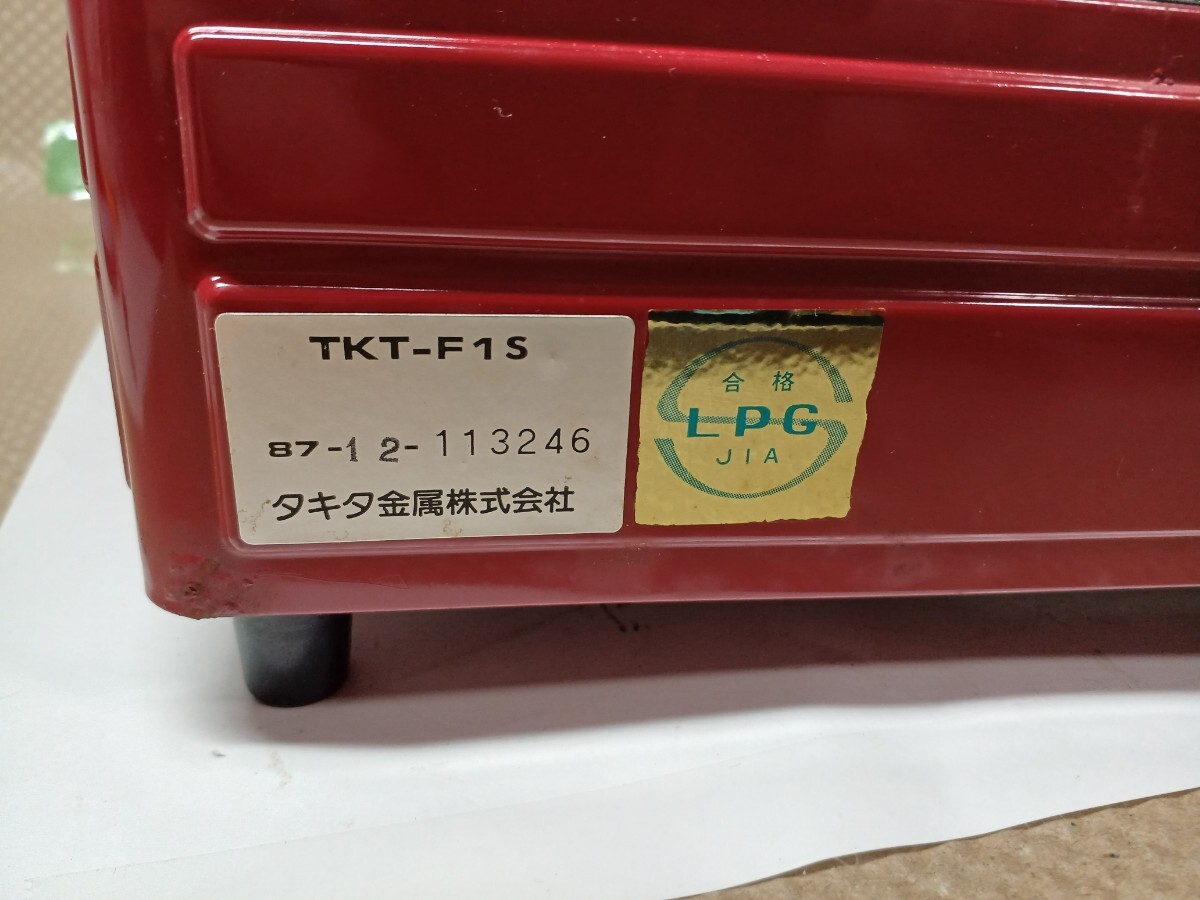 TKT-F1S
87-12-113246
タキタ金属株式会社
合格
LPG
JIA